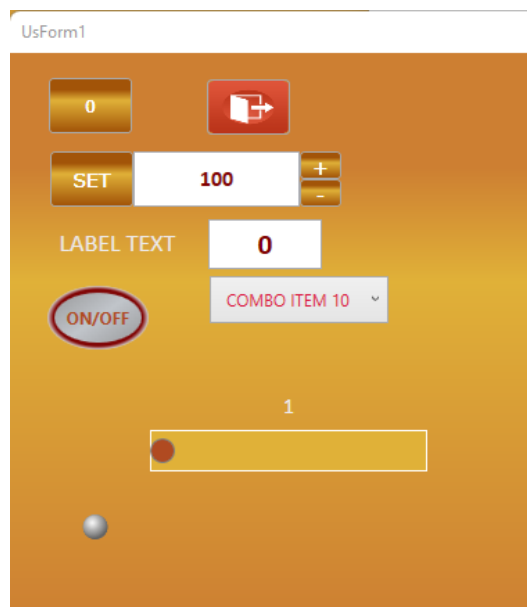 UsForm1
0
SET 100 + -
LABEL TEXT 0
ON/OFF COMBO ITEM 10
1